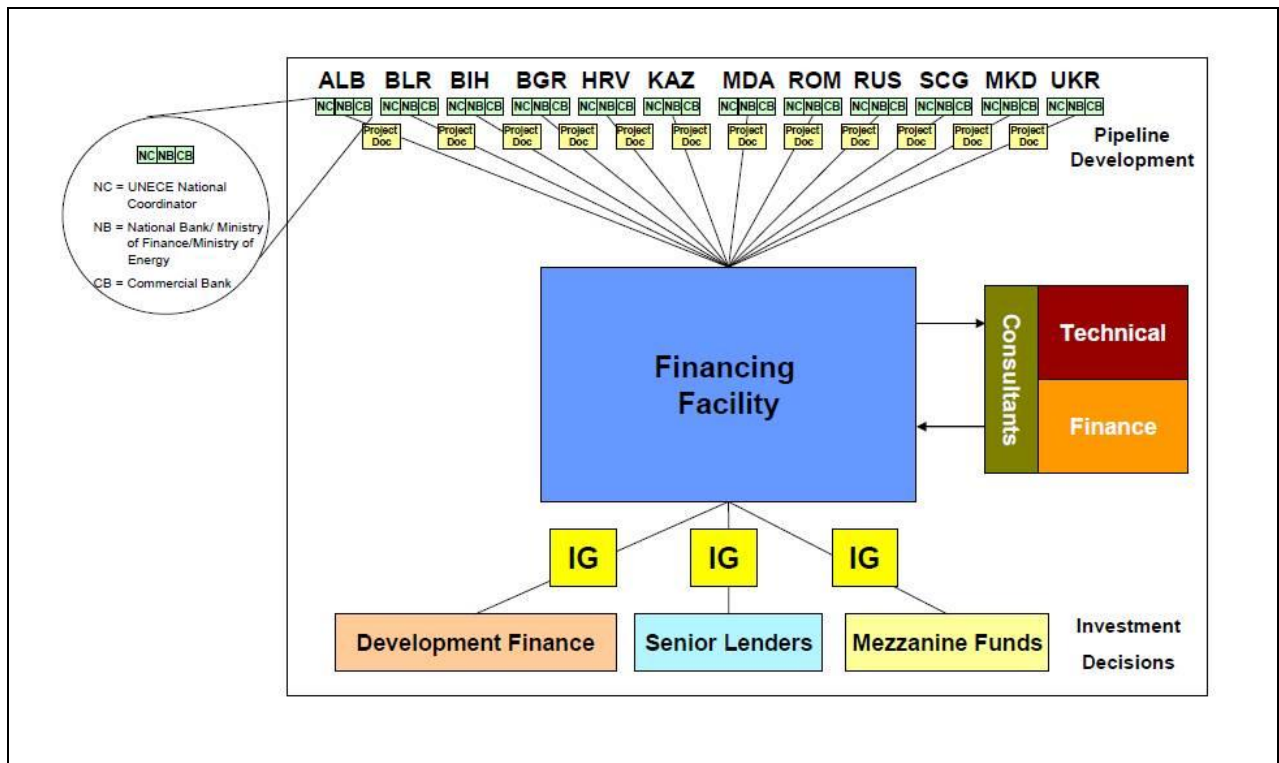 ALB BLR BIH BGR HRV KAZ MDA ROM RUS SCG MKD UKR
NC NB CB NC NB CB NC NB CB NC NB CB NC NB CB NC NB CB NC NB CB NC NB CB NC NB CB NC NB CB NC NB CB NC NB CB
Project Project Project Project Project Project Project Project Project Project Project
Doc Doc Doc Doc Doc Doc Doc Doc Doc Doc Doc
Pipeline
Development
NC NB CB
NC = UNECE National
Coordinator
NB = National Bank/ Ministry
of Finance/Ministry of
Energy
CB = Commercial Bank
Financing
Facility
Consultants
Technical
Finance
IG IG IG
Development Finance
Senior Lenders
Mezzanine Funds
Investment
Decisions